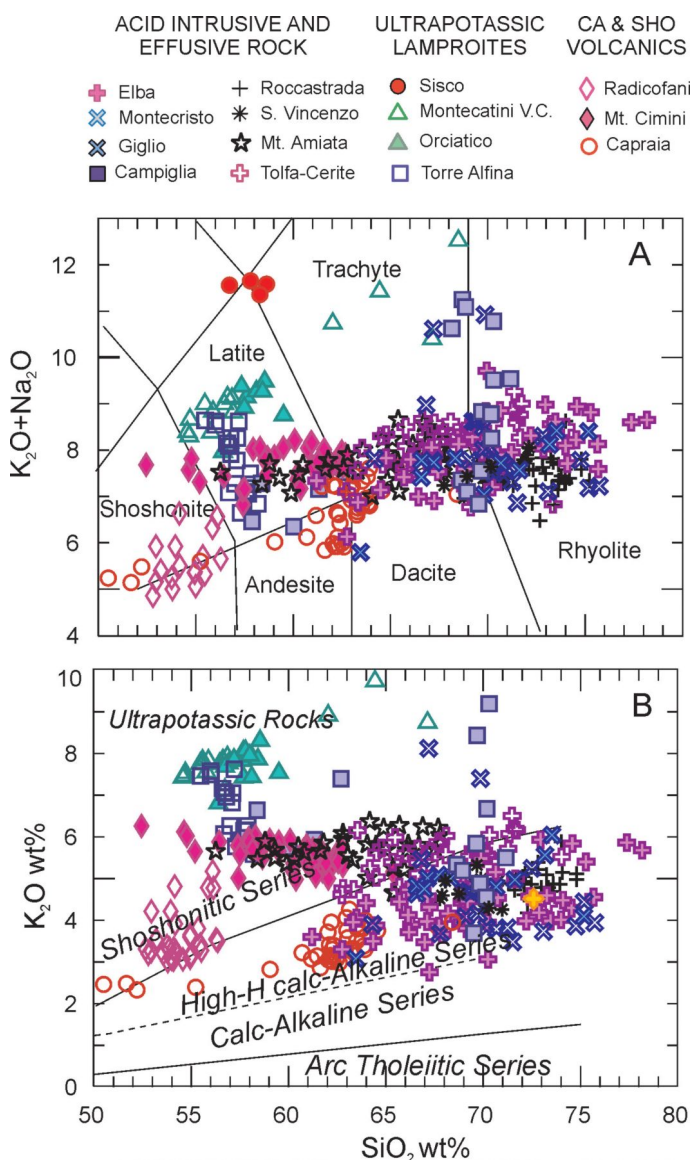 ACID INTRUSIVE AND
EFFUSIVE ROCK
ULTRAPOTASSIC
LAMPROITES
CA & SHO
VOLCANICS
Elba
Montecristo
Giglio
Campiglia
Roccastrada
S. Vincenzo
Mt. Amiata
Tolfa-Cerite
Sisco
Montecatini V.C.
Orciatico
Torre Alfina
Radicofani
Mt. Cimini
Capraia
A
Trachyte
Latite
Shoshonite
Andesite
Dacite
Rhyolite
K₂O+Na₂O
12
10
8
6
4
B
Ultrapotassic Rocks
Shoshonitic Series
High-H calc-Alkaline Series
Calc-Alkaline Series
Arc Tholeiitic Series
K₂O wt%
10
8
6
4
2
0
50 55 60 65 70 75 80
SiO₂ wt%